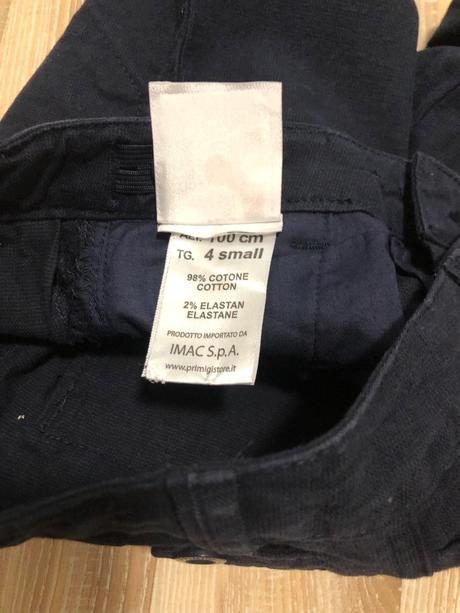 100 cm
TG. 4 small
98% COTONE
COTTON
2% ELASTAN
ELASTANE
PRODOTTO IMPORTATO DA
IMAC S.p.A.
www.primigistore.it